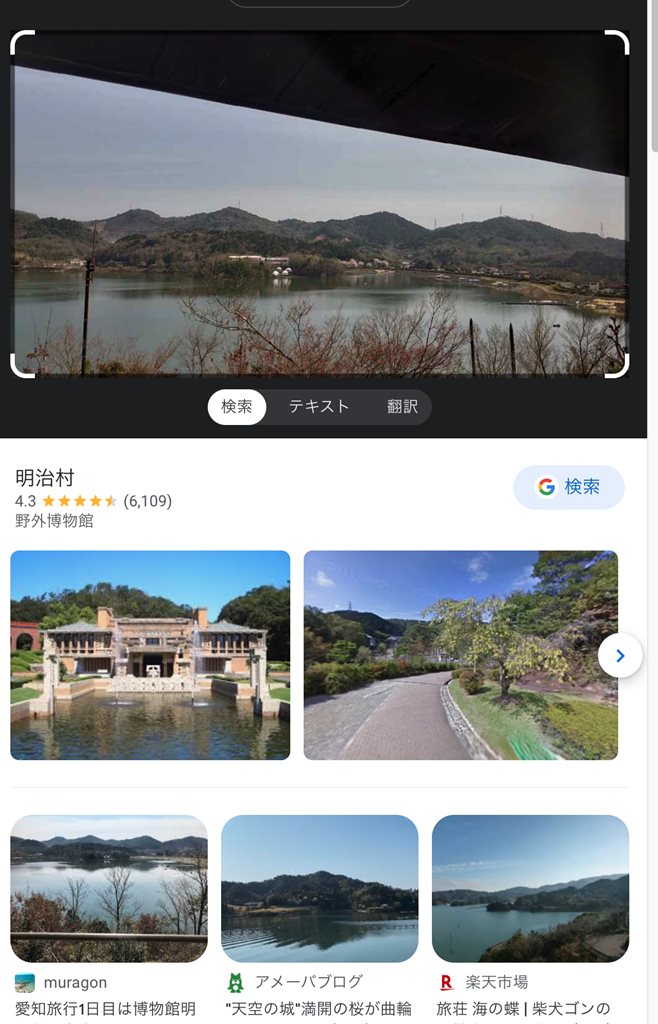 検索
テキスト
翻訳
明治村
検索
4.3 (6,109)
野外博物館
muragon
愛知旅行1日目は博物館明
アメーバブログ
"天空の城"満開の桜が曲輪
楽天市場
旅荘 海の蝶 | 柴犬ゴンの